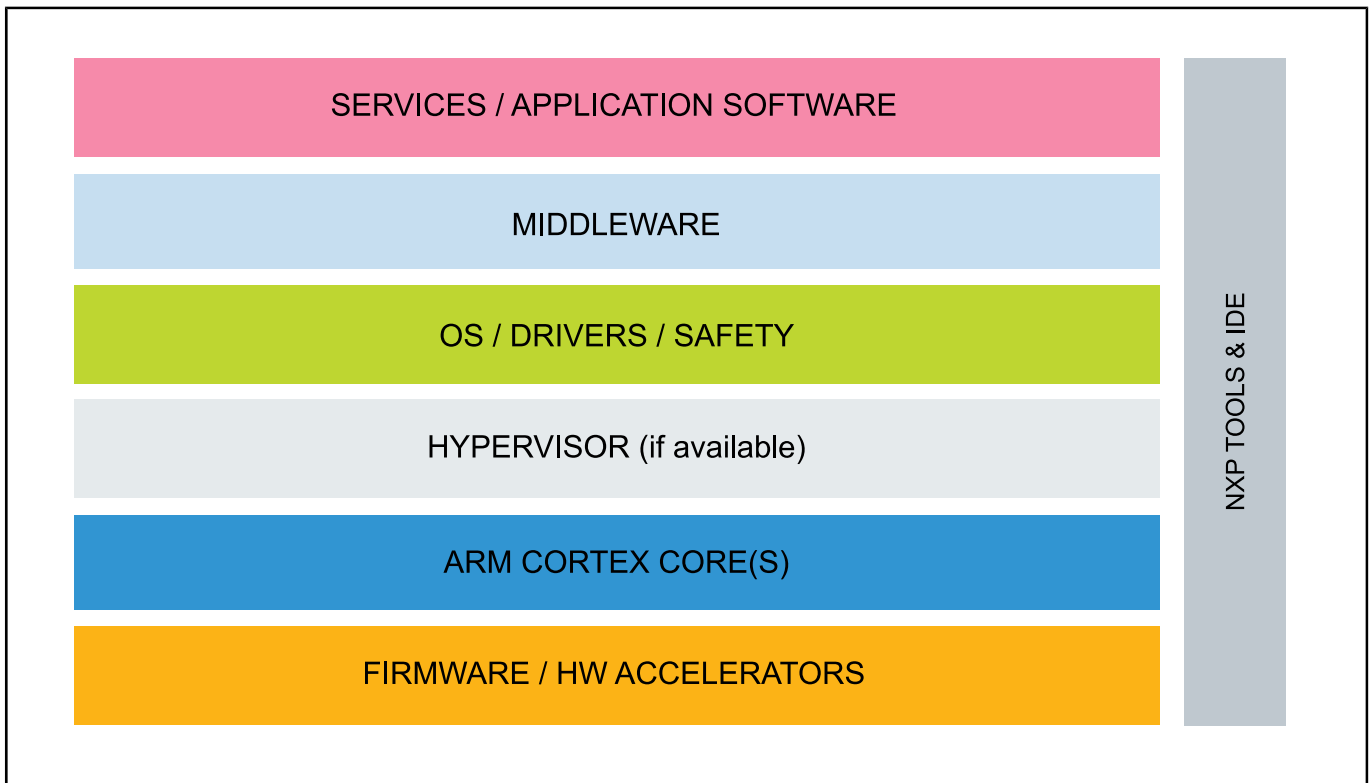 SERVICES / APPLICATION SOFTWARE
MIDDLEWARE
OS / DRIVERS / SAFETY
HYPERVISOR (if available)
ARM CORTEX CORE(S)
FIRMWARE / HW ACCELERATORS
NXP TOOLS & IDE